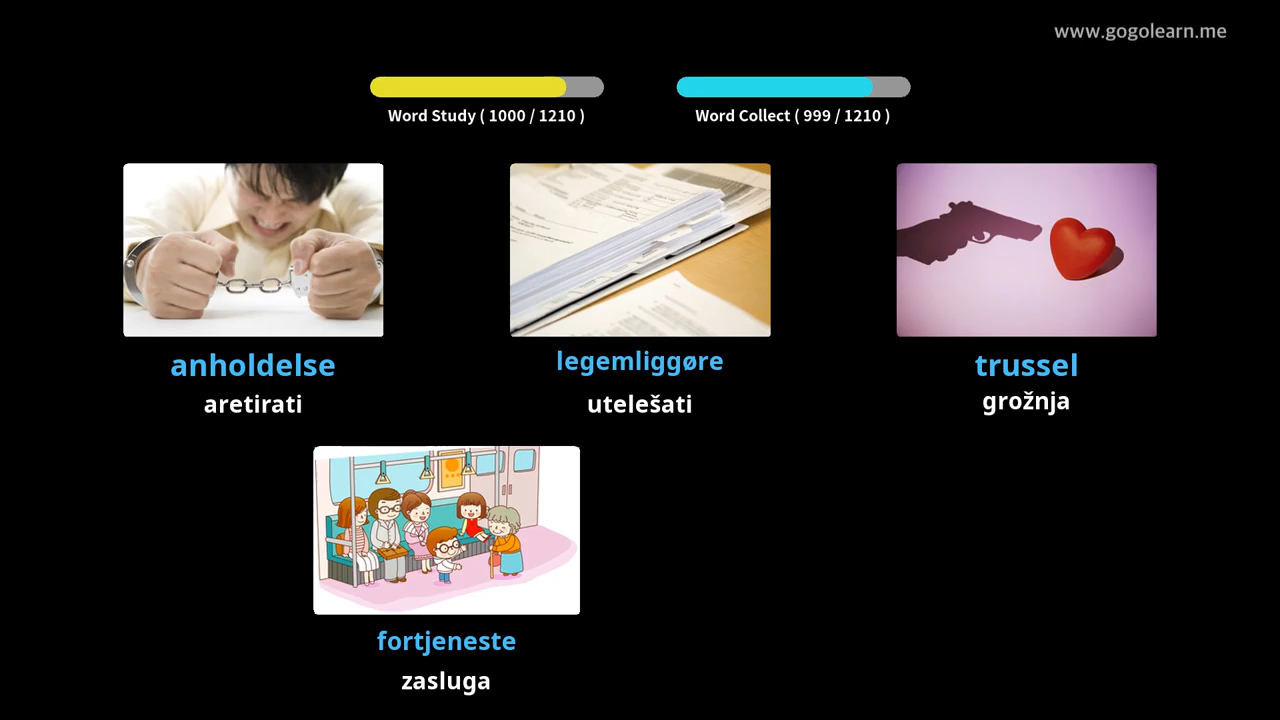 www.gogolearn.me
Word Study ( 1000 / 1210 )
Word Collect ( 999 / 1210 )
anholdelse
aretirati
legemliggøre
utelešati
trussel
grožnja
fortjeneste
zasluga